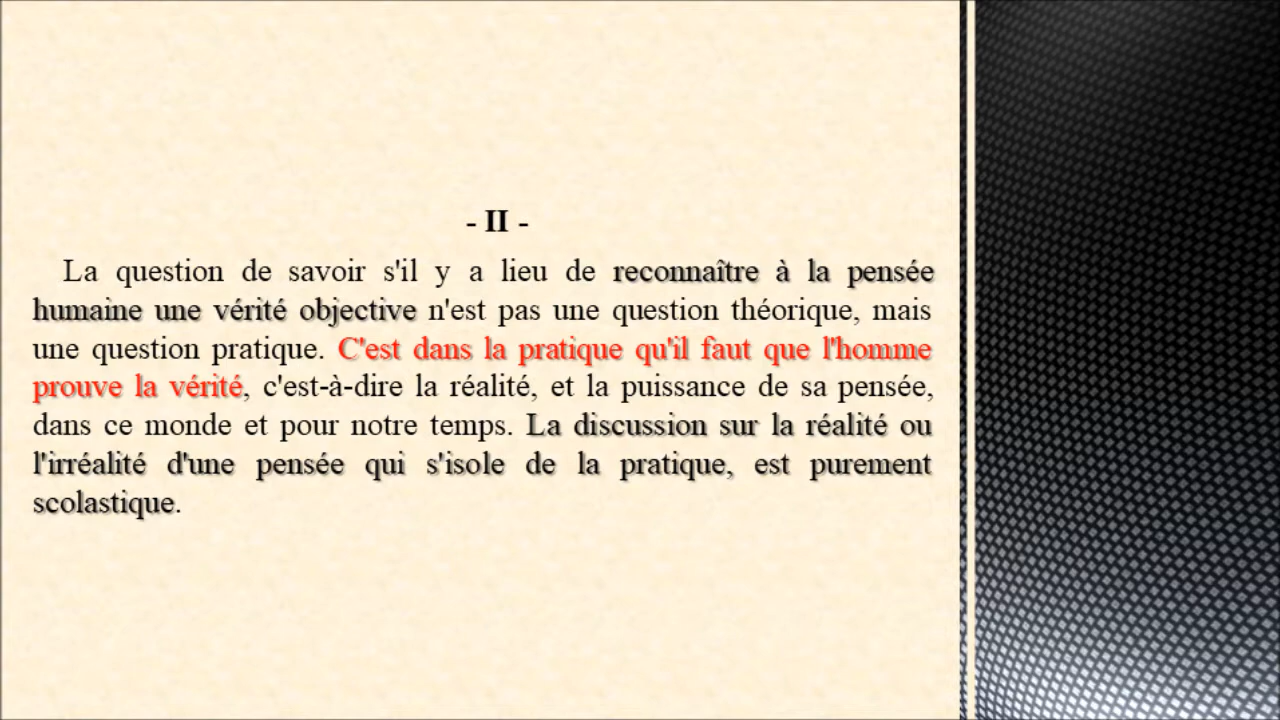 - II -
La question de savoir s'il y a lieu de reconnaître à la pensée
humaine une vérité objective n'est pas une question théorique, mais
une question pratique. C'est dans la pratique qu'il faut que l'homme
prouve la vérité, c'est-à-dire la réalité, et la puissance de sa pensée,
dans ce monde et pour notre temps. La discussion sur la réalité ou
l'irréalité d'une pensée qui s'isole de la pratique, est purement
scolastique.